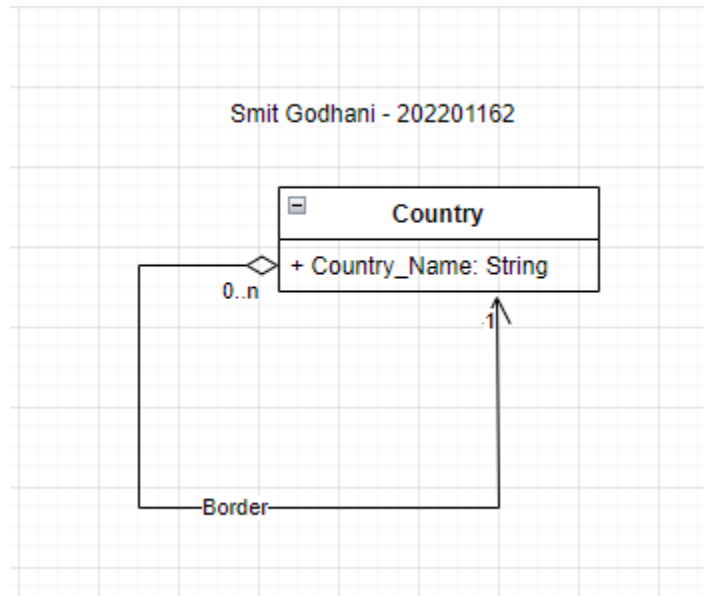 Smit Godhani - 202201162
Country
+ Country_Name: String
0..n
1
Border